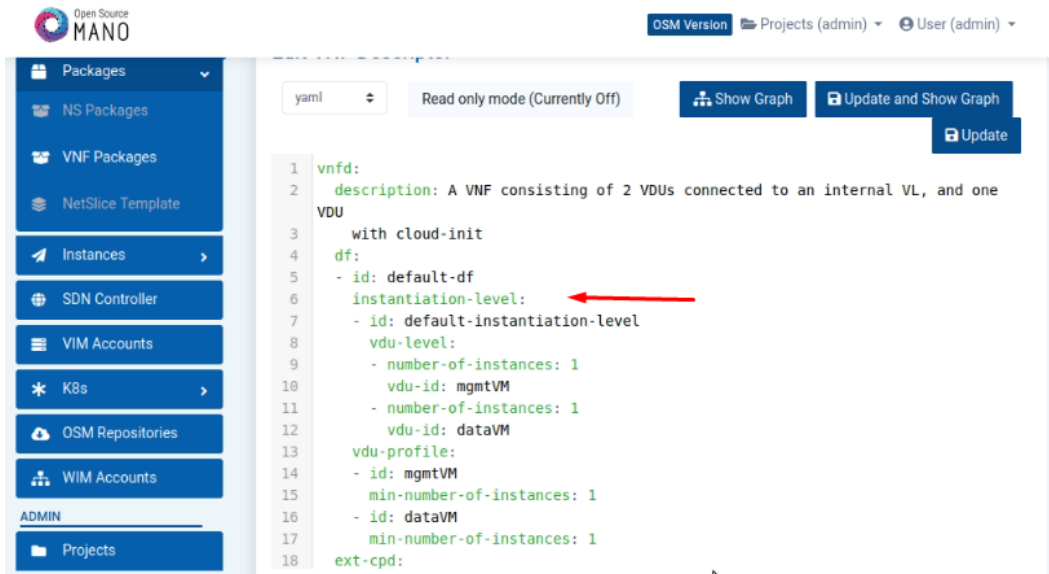 Open Source
MANO
OSM Version
Projects (admin)
User (admin)
Packages
NS Packages
VNF Packages
NetSlice Template
Instances
SDN Controller
VIM Accounts
K8s
OSM Repositories
WIM Accounts
ADMIN
Projects
yaml
Read only mode (Currently Off)
Show Graph
Update and Show Graph
Update
1 vnfd:
2 description: A VNF consisting of 2 VDUs connected to an internal VL, and one
VDU
3 with cloud-init
4 df:
5 - id: default-df
6 instantiation-level:
7 - id: default-instantiation-level
8 vdu-level:
9 - number-of-instances: 1
10 vdu-id: mgmtVM
11 - number-of-instances: 1
12 vdu-id: dataVM
13 vdu-profile:
14 - id: mgmtVM
15 min-number-of-instances: 1
16 - id: dataVM
17 min-number-of-instances: 1
18 ext-cpd: